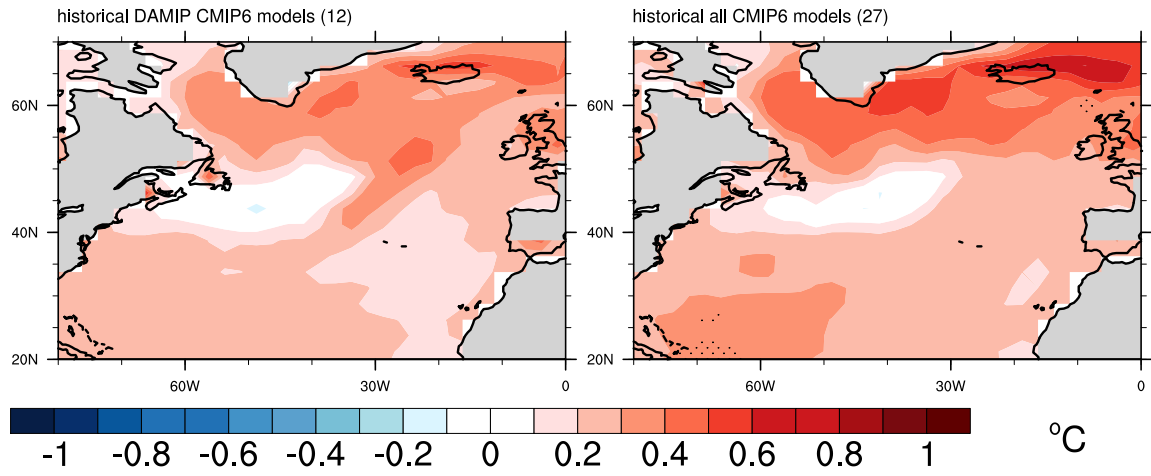 historical DAMIP CMIP6 models (12)
historical all CMIP6 models (27)
60N
40N
20N
60W
30W
0
60N
40N
20N
60W
30W
0
-1 -0.8 -0.6 -0.4 -0.2 0 0.2 0.4 0.6 0.8 1
°C